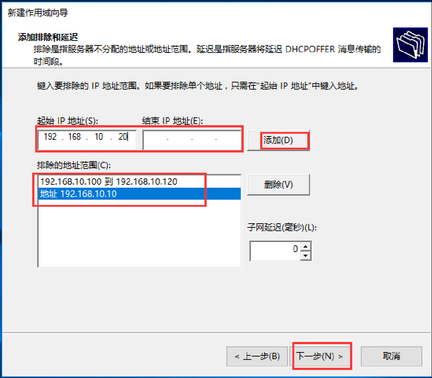 新建作用域向导
添加排除和延迟
排除是指服务器不分配的地址或地址范围。延迟是指服务器将延迟 DHCPOFFER 消息传输的
时间段。
键入要排除的 IP 地址范围。如果要排除单个地址，只需在"起始 IP 地址"中键入地址。
起始 IP 地址(S): 结束 IP 地址(E):
192 . 168 . 10 . 20 . . . 添加(D)
排除的地址范围(C):
192.168.10.100 到 192.168.10.120 删除(V)
地址 192.168.10.10
子网延迟(毫秒)(L):
0
< 上一步(B) 下一步(N) > 取消